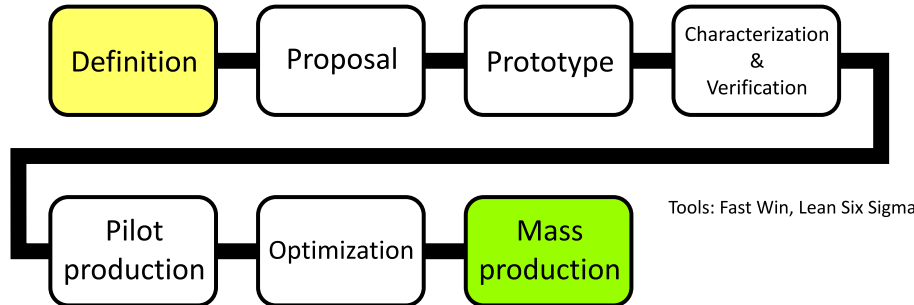 Definition
Proposal
Prototype
Characterization
&
Verification
Pilot
production
Optimization
Mass
production
Tools: Fast Win, Lean Six Sigma